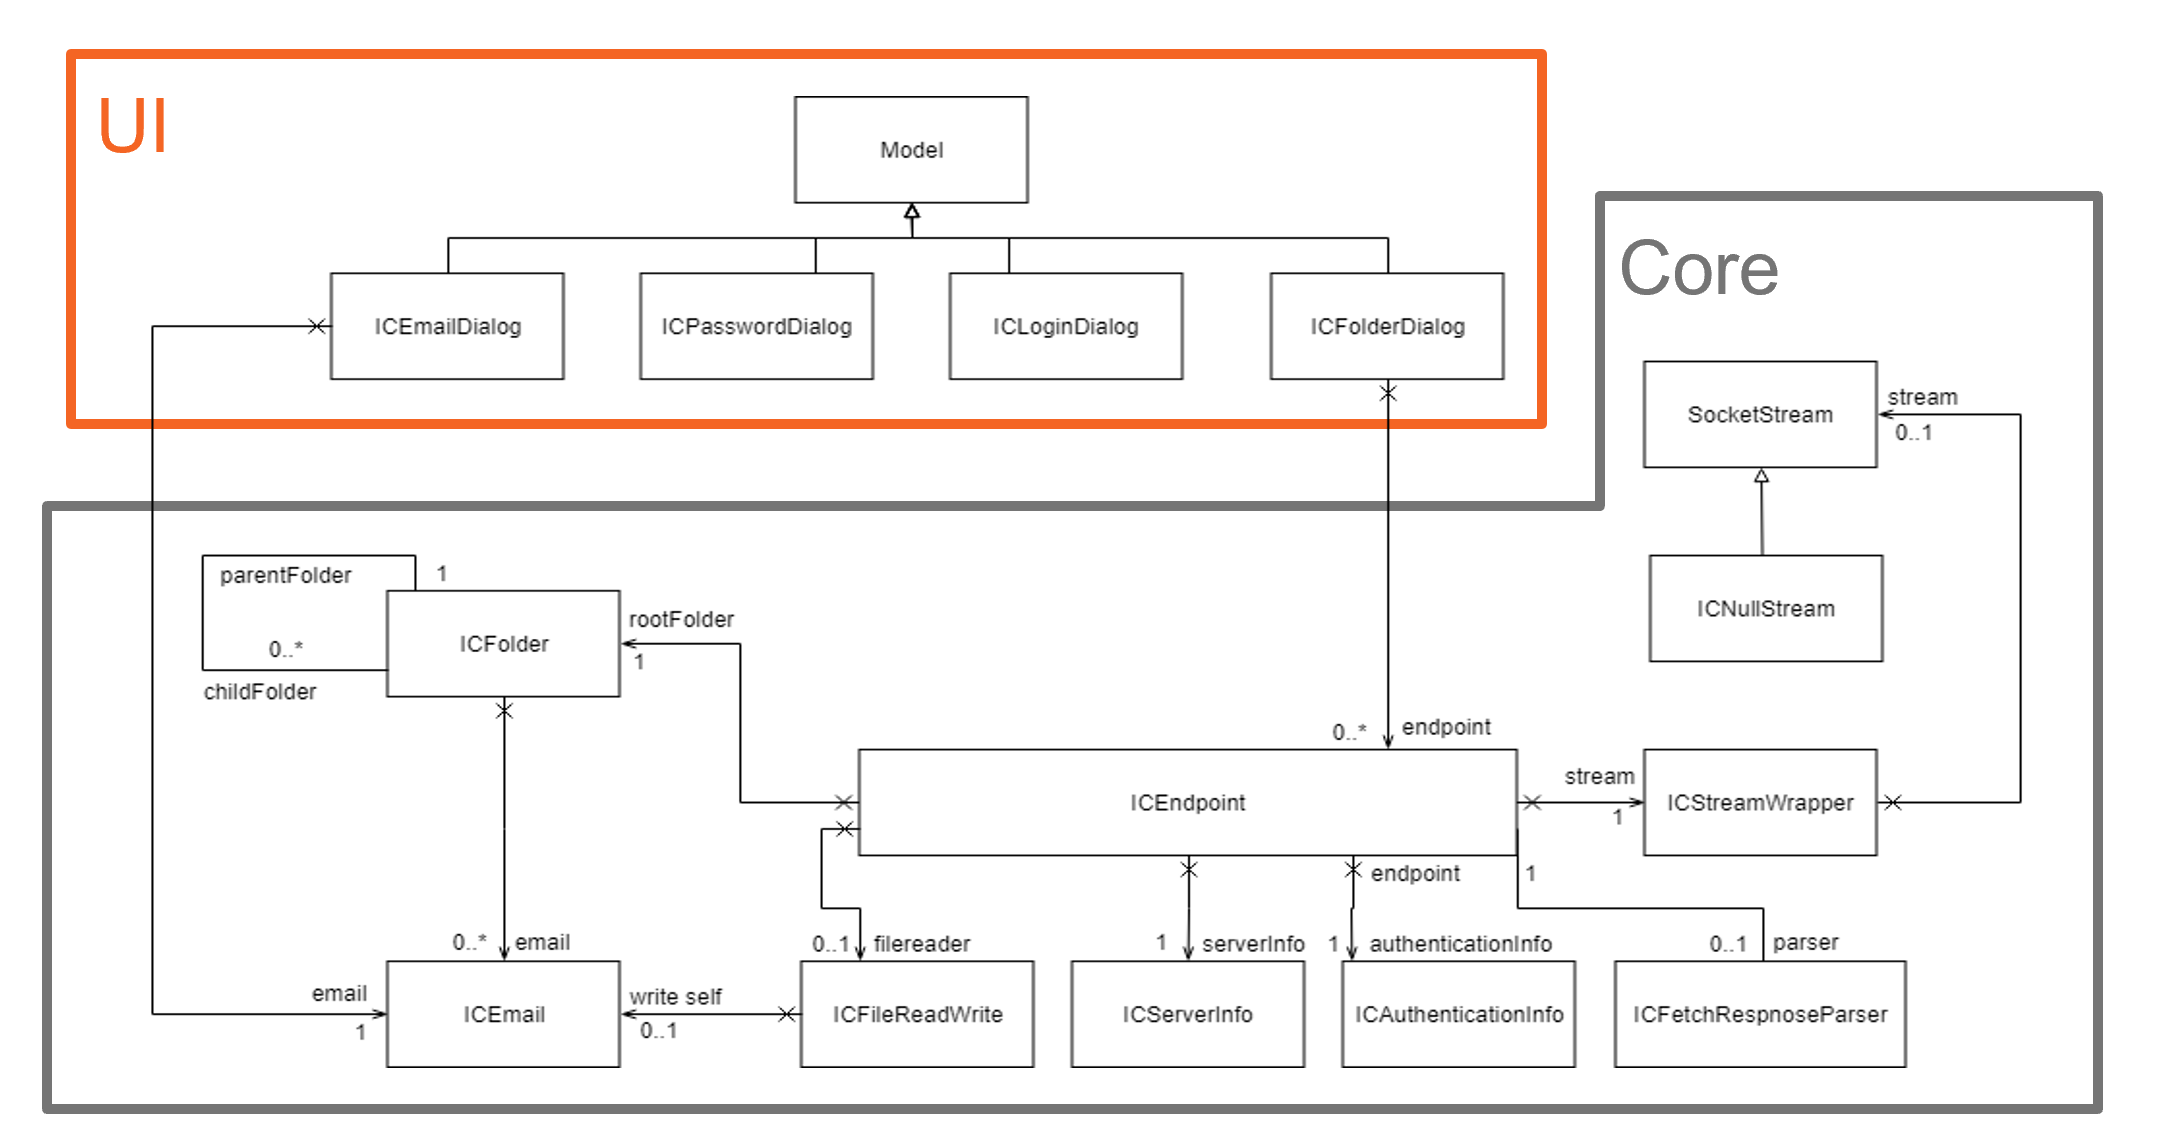 UI
Model
ICEmailDialog
ICPasswordDialog
ICLoginDialog
ICFolderDialog
Core
SocketStream
stream
0..1
ICNullStream
parentFolder
1
ICFolder
0..*
childFolder
rootFolder
1
0..*
endpoint
ICEndpoint
stream
1
ICStreamWrapper
endpoint
1
0..*
email
0..1
filereader
1
serverInfo
1
authenticationInfo
0..1
parser
email
1
ICEmail
write self
0..1
ICFileReadWrite
ICServerInfo
ICAuthenticationInfo
ICFetchRespnoseParser